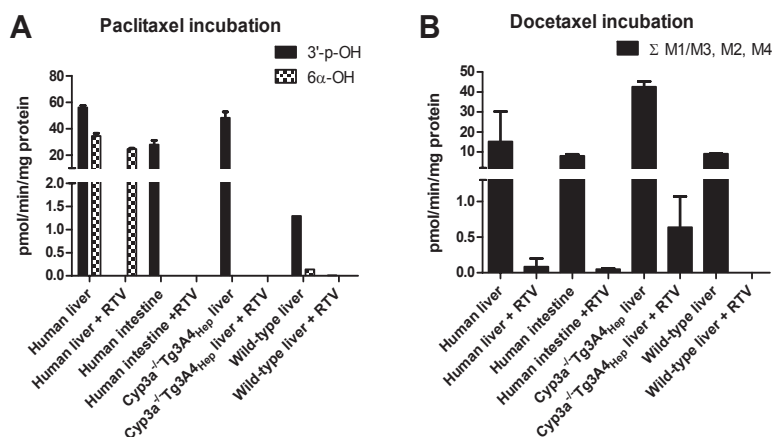 A
Paclitaxel incubation
3'-p-OH
6α-OH
pmol/min/mg protein
80
60
40
20
2.0
1.5
1.0
0.5
0.0
Human liver
Human liver + RTV
Human intestine
Human intestine +RTV
Cyp3a-/-Tg3A4Hep liver
Cyp3a-/-Tg3A4Hep liver + RTV
Wild-type liver
Wild-type liver + RTV
B
Docetaxel incubation
Σ M1/M3, M2, M4
pmol/min/mg protein
50
40
30
20
10
1.0
0.5
0.0
Human liver
Human liver + RTV
Human intestine
Human intestine + RTV
Cyp3a-/-Tg3A4Hep liver
Cyp3a-/-Tg3A4Hep liver + RTV
Wild-type liver
Wild-type liver + RTV